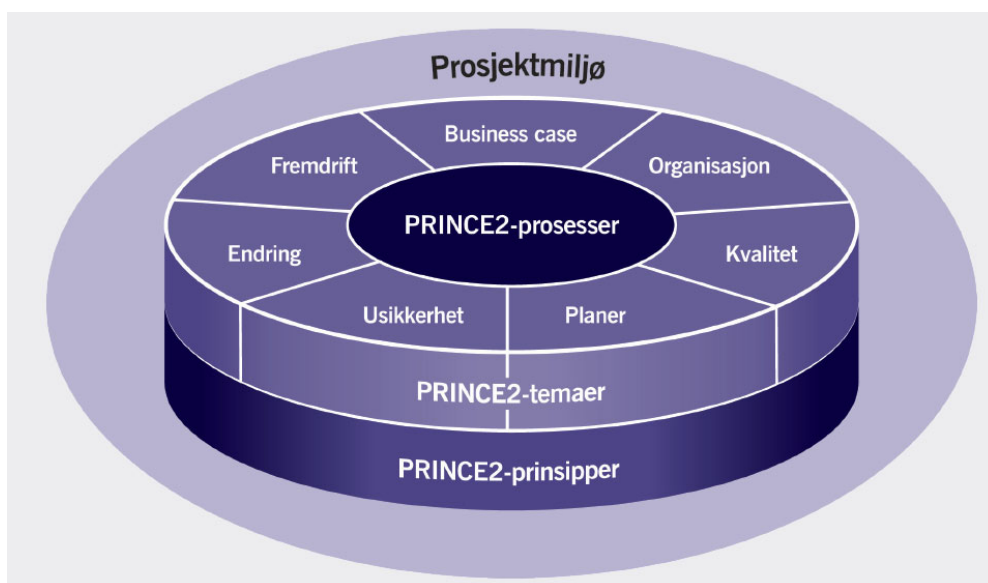 Prosjektmiljø
Business case
Fremdrift
Organisasjon
PRINCE2-prosesser
Endring
Kvalitet
Usikkerhet
Planer
PRINCE2-temaer
PRINCE2-prinsipper